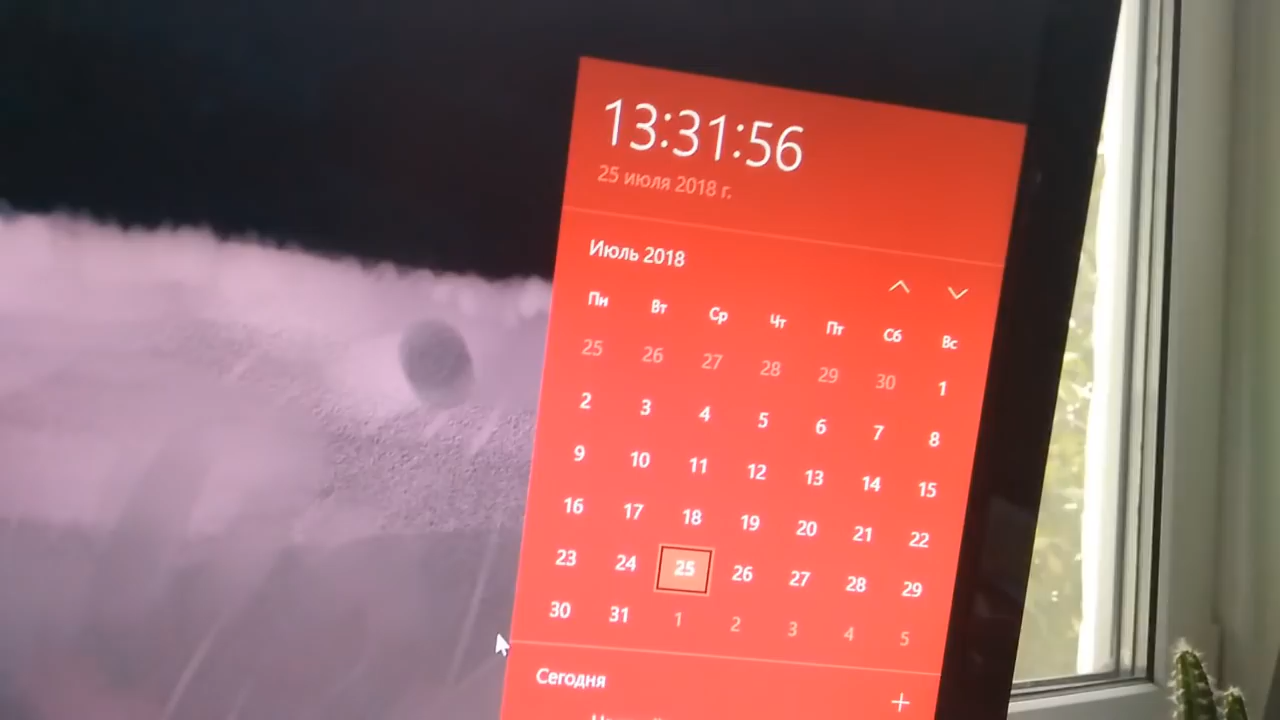 13:31:56
25 июля 2018 г.
Июль 2018
Пн Вт Ср Чт Пт Сб Вс
25 26 27 28 29 30 1
2 3 4 5 6 7 8
9 10 11 12 13 14 15
16 17 18 19 20 21 22
23 24 25 26 27 28 29
30 31 1 2 3 4 5
Сегодня